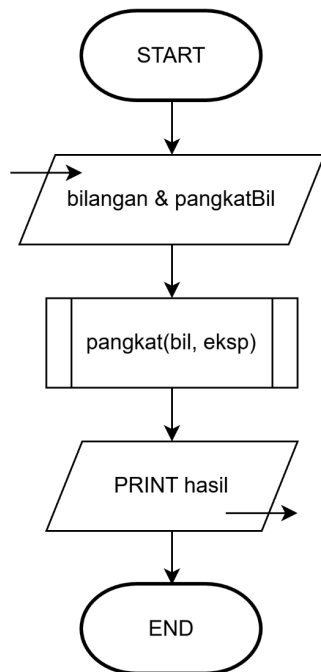 START
bilangan & pangkatBil
pangkat(bil, eksp)
PRINT hasil
END